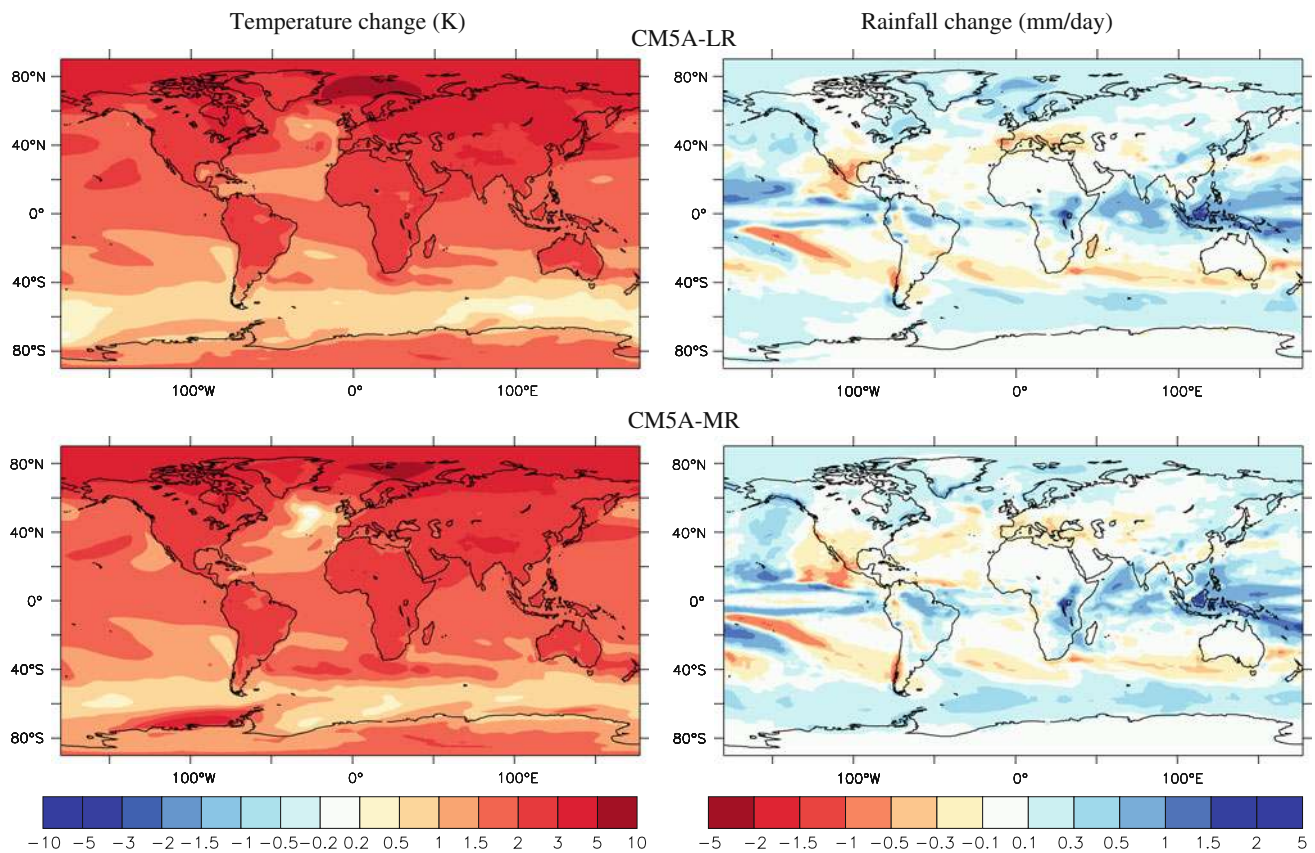 Temperature change (K)
Rainfall change (mm/day)
CM5A-LR
80°N
40°N
0°
40°S
80°S
100°W
0°
100°E
80°N
40°N
0°
40°S
80°S
100°W
0°
100°E
CM5A-MR
80°N
40°N
0°
40°S
80°S
100°W
0°
100°E
80°N
40°N
0°
40°S
80°S
100°W
0°
100°E
−10 −5 −3 −2 −1.5 −1 −0.5 −0.2 0.2 0.5 1 1.5 2 3 5 10
−5 −2 −1.5 −1 −0.5 −0.3 −0.1 0.1 0.3 0.5 1 1.5 2 5